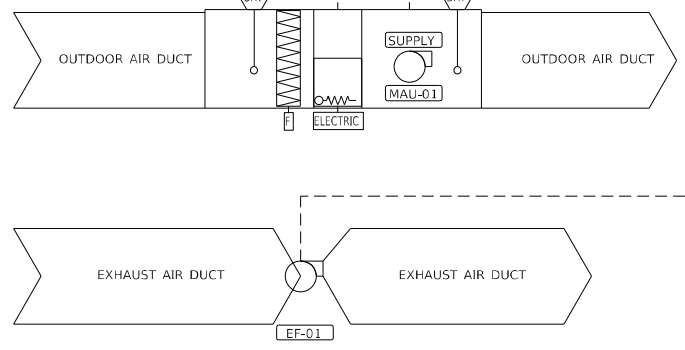 SUPPLY
OUTDOOR AIR DUCT
OUTDOOR AIR DUCT
MAU-01
F
ELECTRIC
EXHAUST AIR DUCT
EXHAUST AIR DUCT
EF-01